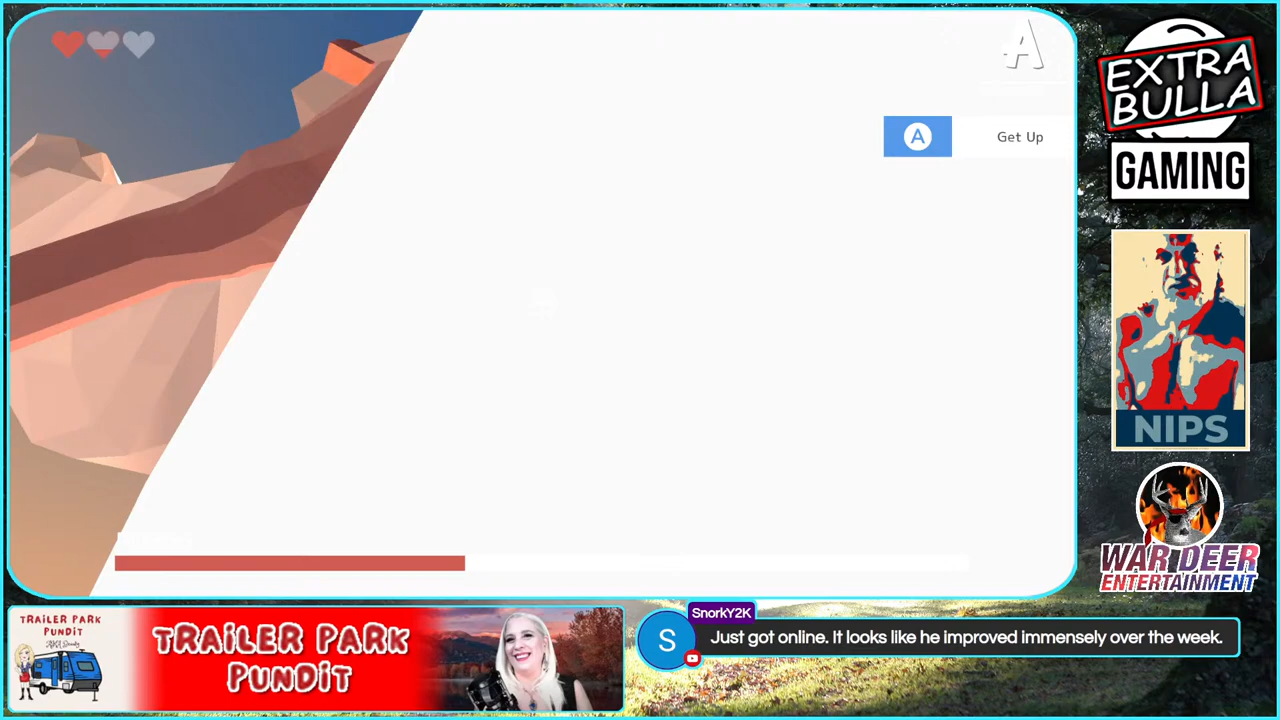 A
A Get Up
EXTRA
BULLA
GAMING
NIPS
WAR DEER
ENTERTAINMENT
TRAILER PARK
PUNDIT
TRAILER PARK
PUNDIT
SnorkY2K
S
Just got online. It looks like he improved immensely over the week.